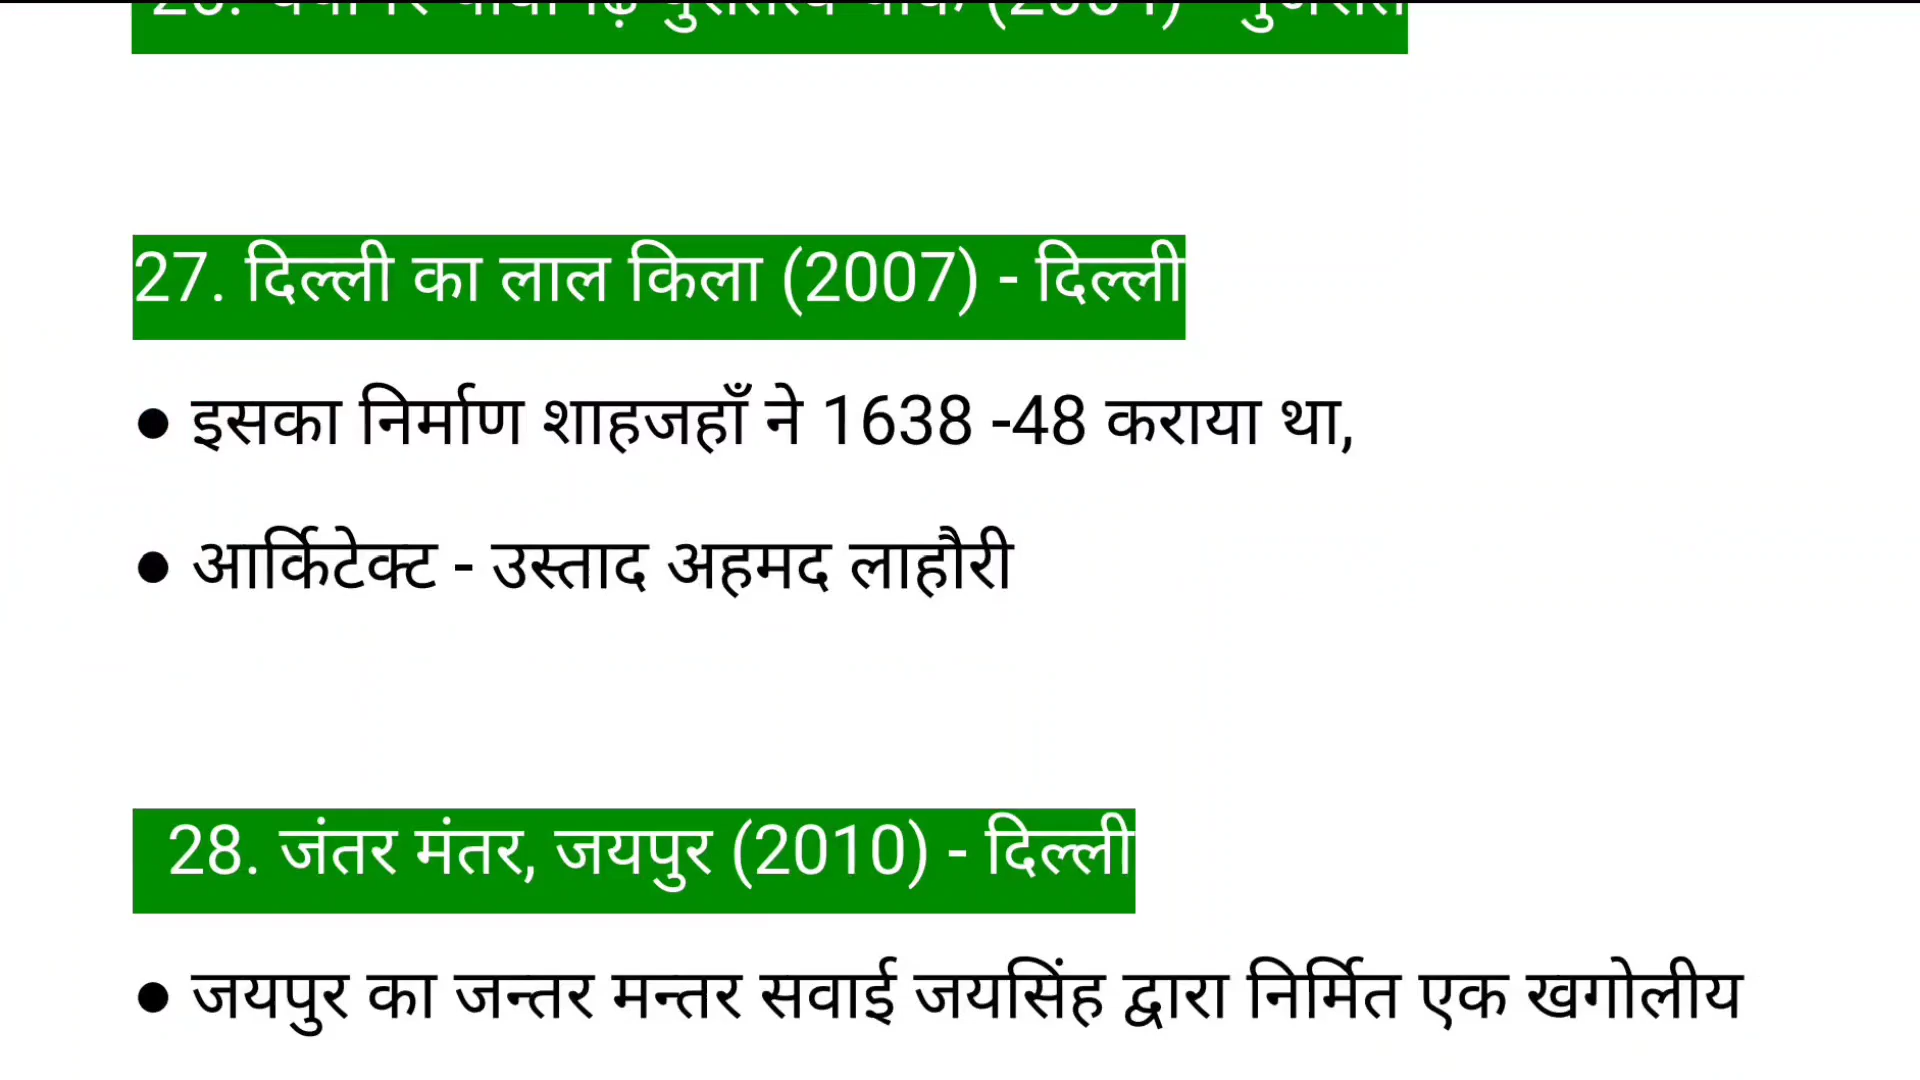 27. दिल्ली का लाल किला (2007) - दिल्ली
● इसका निर्माण शाहजहाँ ने 1638 -48 कराया था,
● आर्किटेक्ट - उस्ताद अहमद लाहौरी
28. जंतर मंतर, जयपुर (2010) - दिल्ली
● जयपुर का जन्तर मन्तर सवाई जयसिंह द्वारा निर्मित एक खगोलीय